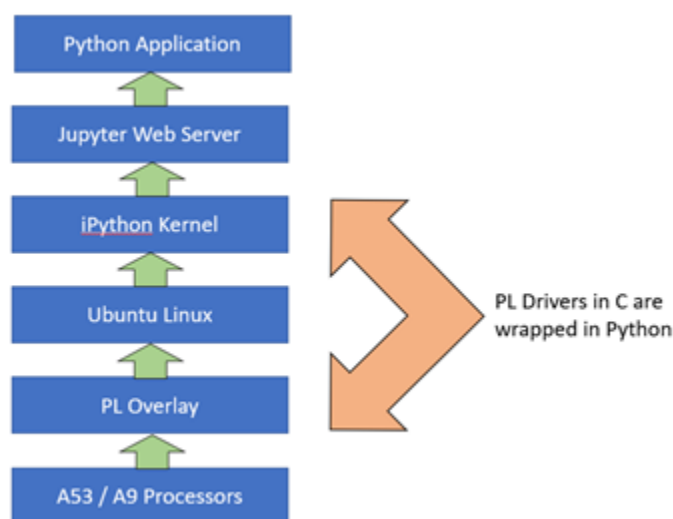 Python Application
Jupyter Web Server
iPython Kernel
Ubuntu Linux
PL Overlay
A53 / A9 Processors
PL Drivers in C are
wrapped in Python